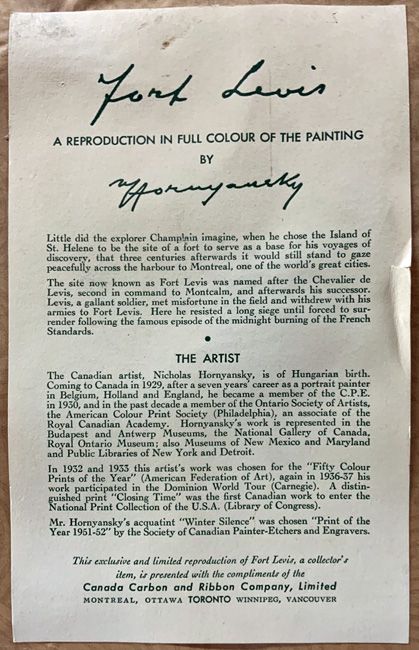 Fort Levis
A REPRODUCTION IN FULL COLOUR OF THE PAINTING
BY
NHornyansky
Little did the explorer Champlain imagine, when he chose the Island of
St. Helene to be the site of a fort to serve as a base for his voyages of
discovery, that three centuries afterwards it would still stand to gaze
peacefully across the harbour to Montreal, one of the world's great cities.
The site now known as Fort Levis was named after the Chevalier de
Levis, second in command to Montcalm, and afterwards his successor.
Levis, a gallant soldier, met misfortune in the field and withdrew with his
armies to Fort Levis. Here he resisted a long siege until forced to sur-
render following the famous episode of the midnight burning of the French
Standards.
•
THE ARTIST
The Canadian artist, Nicholas Hornyansky, is of Hungarian birth.
Coming to Canada in 1929, after a seven years' career as a portrait painter
in Belgium, Holland and England, he became a member of the C.P.E.
in 1930, and in the past decade a member of the Ontario Society of Artists,
the American Colour Print Society (Philadelphia), an associate of the
Royal Canadian Academy. Hornyansky's work is represented in the
Budapest and Antwerp Museums, the National Gallery of Canada,
Royal Ontario Museum; also Museums of New Mexico and Maryland
and Public Libraries of New York and Detroit.
In 1932 and 1933 this artist's work was chosen for the "Fifty Colour
Prints of the Year" (American Federation of Art), again in 1936-37 his
work participated in the Dominion World Tour (Carnegie). A distin-
guished print "Closing Time" was the first Canadian work to enter the
National Print Collection of the U.S.A. (Library of Congress).
Mr. Hornyansky's acquatint "Winter Silence" was chosen "Print of the
Year 1951-52" by the Society of Canadian Painter-Etchers and Engravers.
This exclusive and limited reproduction of Fort Levis, a collector's
item, is presented with the compliments of the
Canada Carbon and Ribbon Company, Limited
MONTREAL, OTTAWA TORONTO WINNIPEG, VANCOUVER